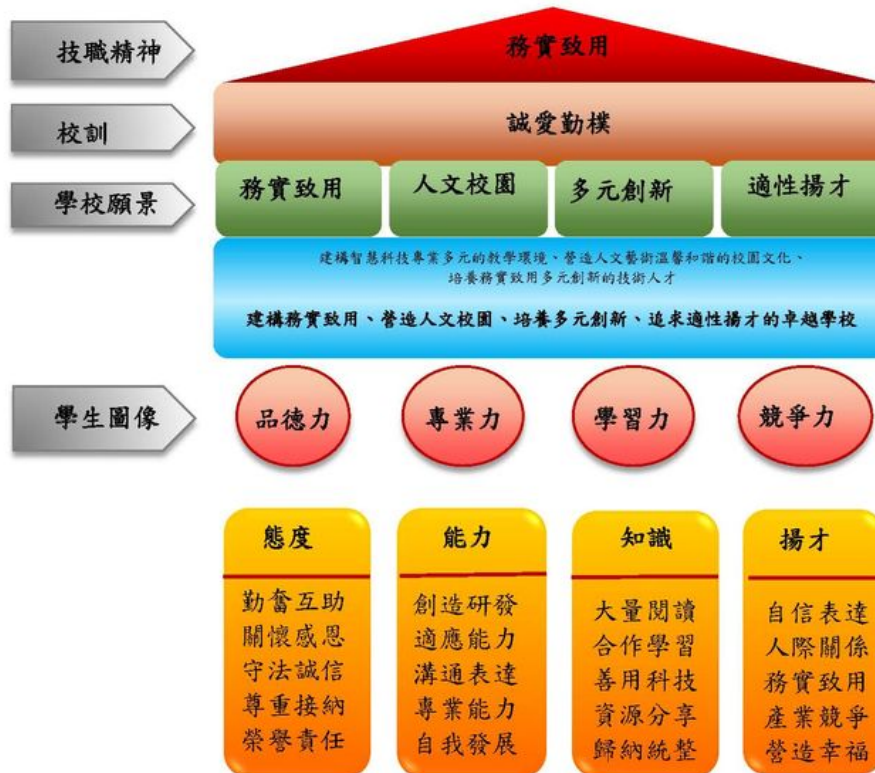 技職精神
務實致用
校訓
誠愛勤樸
學校願景
務實致用
人文校園
多元創新
適性揚才
建構智慧科技專業多元的教學環境、營造人文藝術溫馨和諧的校園文化、
培養務實致用多元創新的技術人才
建構務實致用、營造人文校園、培養多元創新、追求適性揚才的卓越學校
學生圖像
品德力
專業力
學習力
競爭力
態度
勤奮互助
關懷感恩
守法誠信
尊重接納
榮譽責任
能力
創造研發
適應能力
溝通表達
專業能力
自我發展
知識
大量閱讀
合作學習
善用科技
資源分享
歸納統整
揚才
自信表達
人際關係
務實致用
產業競爭
營造幸福